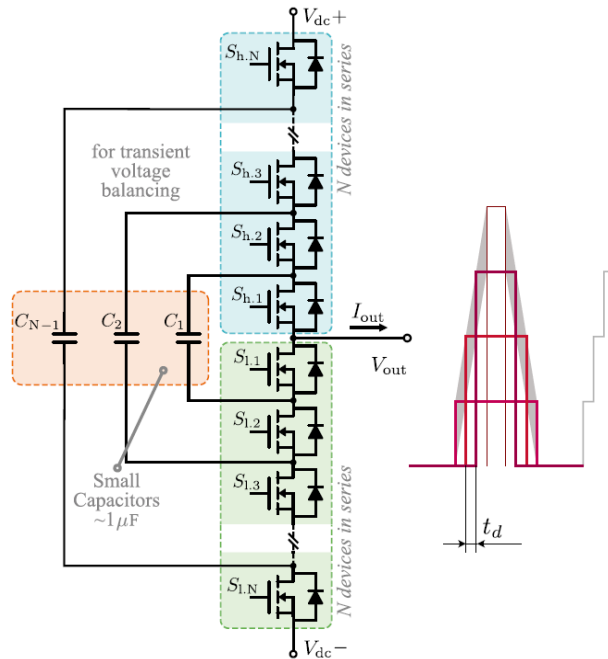 V_dc+
S_h.N
N devices in series
for transient
voltage
balancing
S_h.3
S_h.2
S_h.1
C_N−1
C_2
C_1
I_out
V_out
S_l.1
S_l.2
S_l.3
Small
Capacitors
~1μF
N devices in series
S_l.N
V_dc−
t_d